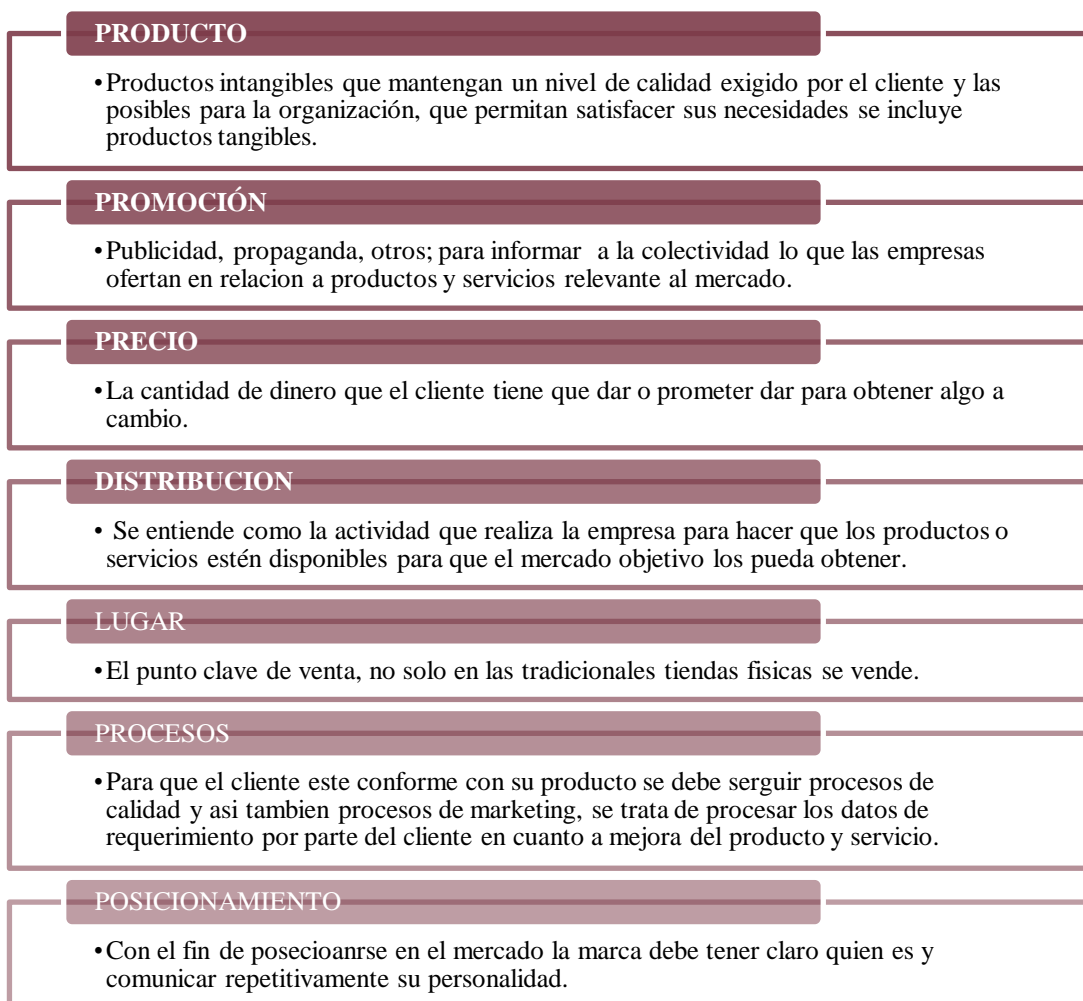 PRODUCTO
•Productos intangibles que mantengan un nivel de calidad exigido por el cliente y las
posibles para la organización, que permitan satisfacer sus necesidades se incluye
productos tangibles.
PROMOCIÓN
•Publicidad, propaganda, otros; para informar a la colectividad lo que las empresas
ofertan en relacion a productos y servicios relevante al mercado.
PRECIO
•La cantidad de dinero que el cliente tiene que dar o prometer dar para obtener algo a
cambio.
DISTRIBUCION
• Se entiende como la actividad que realiza la empresa para hacer que los productos o
servicios estén disponibles para que el mercado objetivo los pueda obtener.
LUGAR
•El punto clave de venta, no solo en las tradicionales tiendas fisicas se vende.
PROCESOS
•Para que el cliente este conforme con su producto se debe serguir procesos de
calidad y asi tambien procesos de marketing, se trata de procesar los datos de
requerimiento por parte del cliente en cuanto a mejora del producto y servicio.
POSICIONAMIENTO
•Con el fin de posecioanrse en el mercado la marca debe tener claro quien es y
comunicar repetitivamente su personalidad.